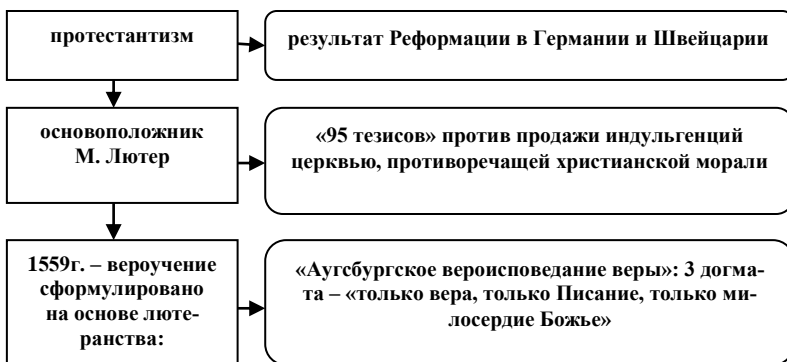 протестантизм
результат Реформации в Германии и Швейцарии
основоположник
М. Лютер
«95 тезисов» против продажи индульгенций
церквью, противоречащей христианской морали
1559г. – вероучение
сформулировано
на основе люте-
ранства:
«Аугсбургское вероисповедание веры»: 3 догма-
та – «только вера, только Писание, только ми-
лосердие Божье»